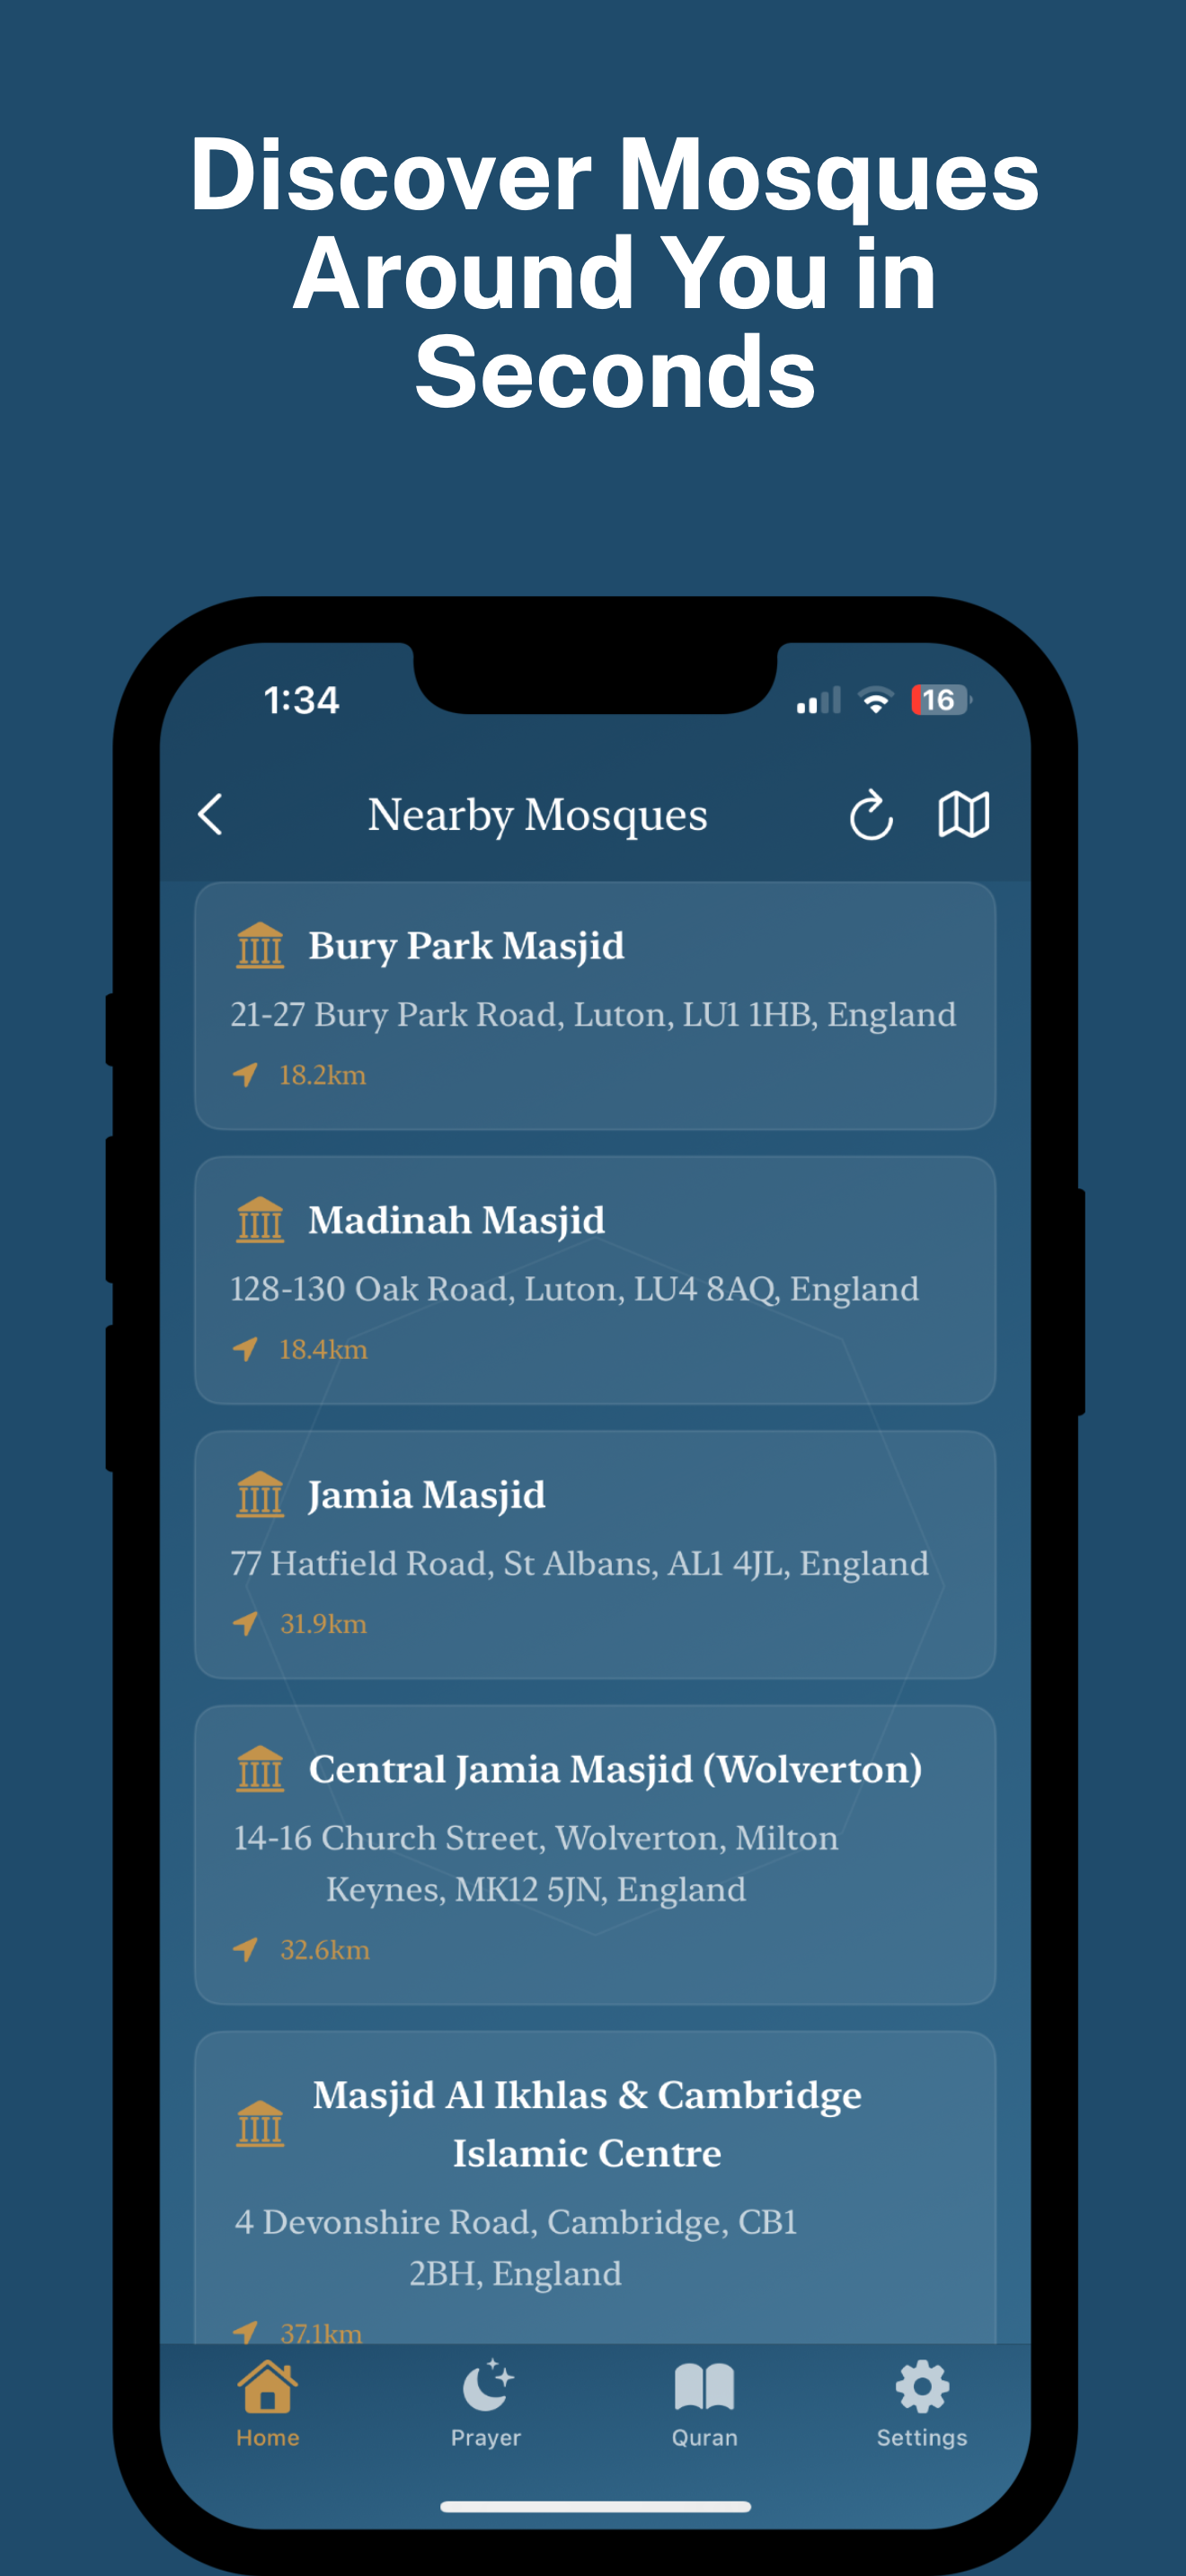 Discover Mosques
Around You in
Seconds
1:34
16
Nearby Mosques
Bury Park Masjid
21-27 Bury Park Road, Luton, LU1 1HB, England
18.2km
Madinah Masjid
128-130 Oak Road, Luton, LU4 8AQ, England
18.4km
Jamia Masjid
77 Hatfield Road, St Albans, AL1 4JL, England
31.9km
Central Jamia Masjid (Wolverton)
14-16 Church Street, Wolverton, Milton
Keynes, MK12 5JN, England
32.6km
Masjid Al Ikhlas & Cambridge
Islamic Centre
4 Devonshire Road, Cambridge, CB1
2BH, England
37.1km
Home
Prayer
Quran
Settings